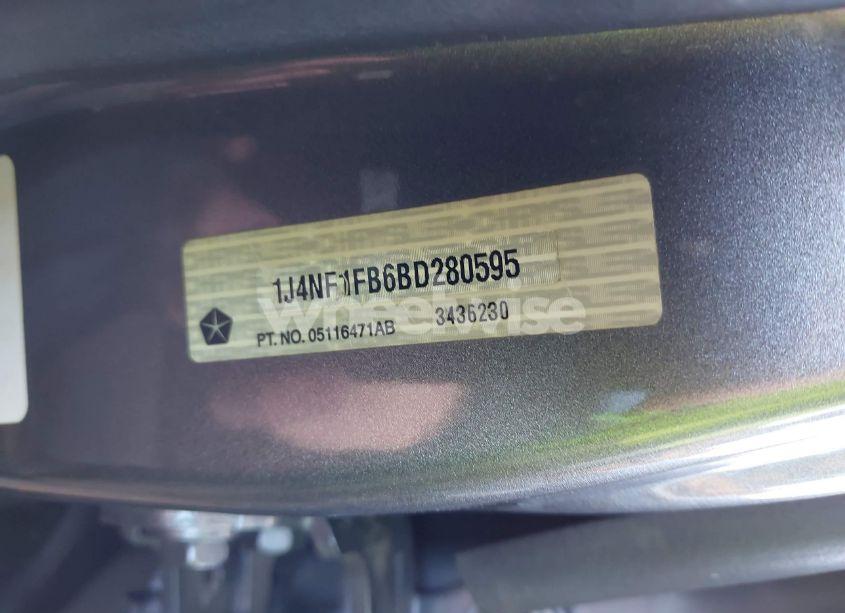 1J4NF1FB6BD280595
wheelwise
PT. NO. 05116471AB 3436230